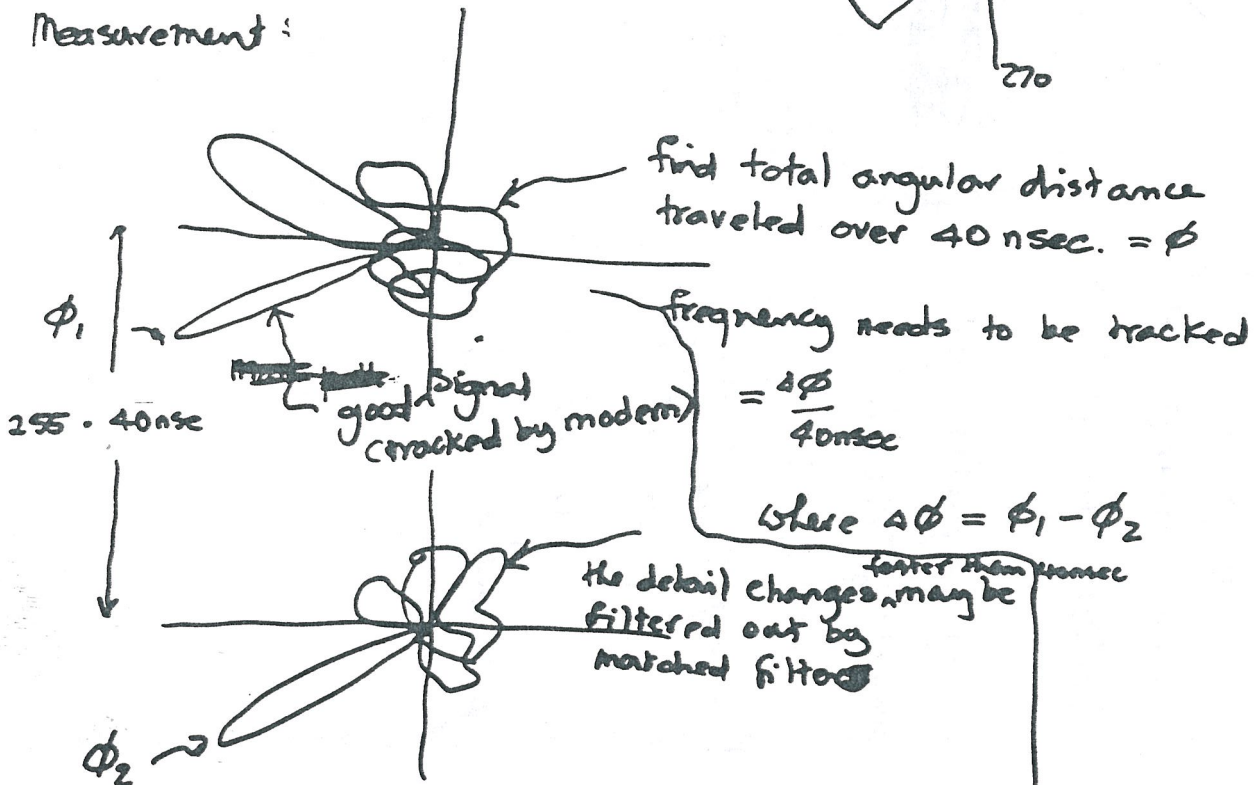 Measurement :
270
find total angular distance
traveled over 40 nsec. = ϕ
ϕ₁
frequency needs to be tracked
= Δϕ / 40nsec
good signal
(tracked by modem)
255 · 40nse
where Δϕ = ϕ₁ - ϕ₂
the detail changes faster than 40nsec may be
filtered out by
matched filter
ϕ₂